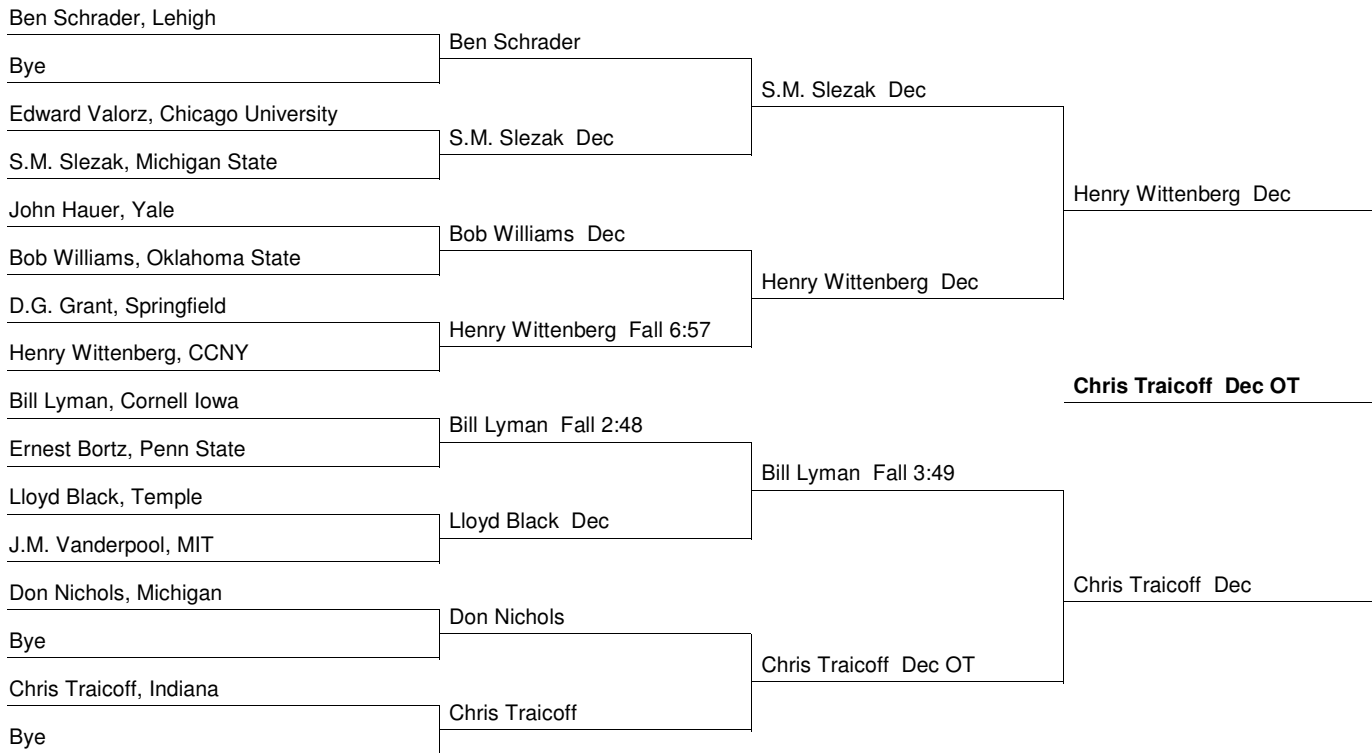 Ben Schrader, Lehigh
Bye
Edward Valorz, Chicago University
S.M. Slezak, Michigan State
John Hauer, Yale
Bob Williams, Oklahoma State
D.G. Grant, Springfield
Henry Wittenberg, CCNY
Bill Lyman, Cornell Iowa
Ernest Bortz, Penn State
Lloyd Black, Temple
J.M. Vanderpool, MIT
Don Nichols, Michigan
Bye
Chris Traicoff, Indiana
Bye
Ben Schrader
S.M. Slezak Dec
Bob Williams Dec
Henry Wittenberg Fall 6:57
Bill Lyman Fall 2:48
Lloyd Black Dec
Don Nichols
Chris Traicoff
S.M. Slezak Dec
Henry Wittenberg Dec
Bill Lyman Fall 3:49
Chris Traicoff Dec OT
Henry Wittenberg Dec
Chris Traicoff Dec OT
Chris Traicoff Dec